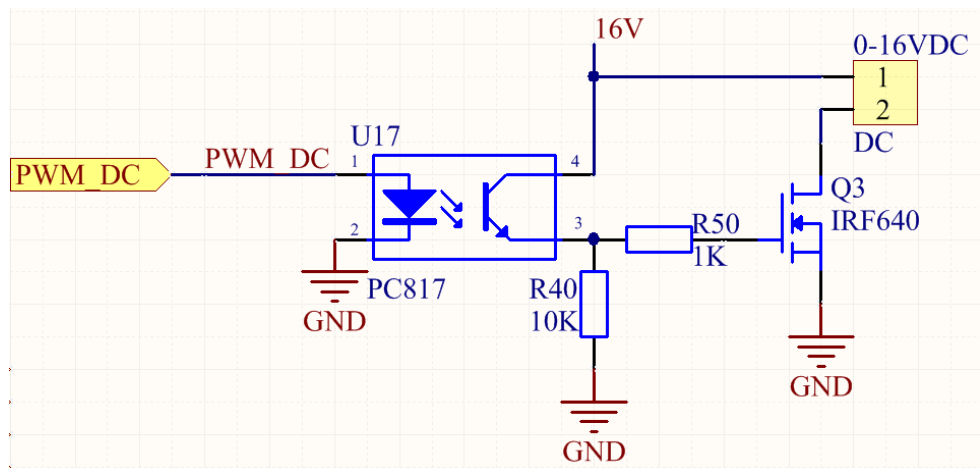 16V
0-16VDC
1
2
DC
U17
PWM_DC
PWM_DC
1
4
2
3
PC817
GND
R50
1K
Q3
IRF640
R40
10K
GND
GND